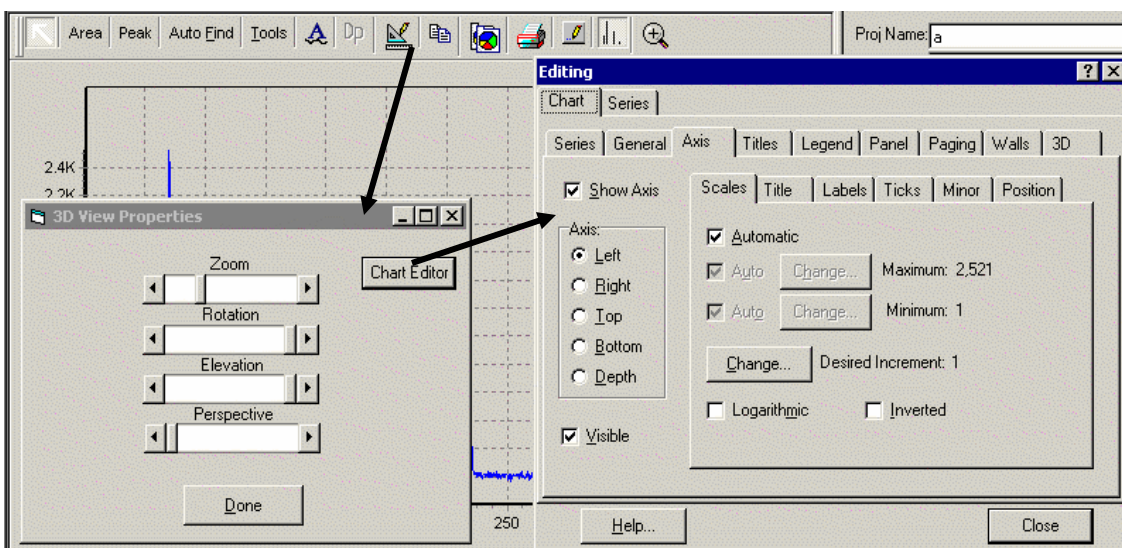 Area Peak Auto Find Tools A Dp Proj Name: a
2.4K
2.2K
250
3D View Properties
Zoom
Chart Editor
Rotation
Elevation
Perspective
Done
Editing
Chart Series
Series General Axis Titles Legend Panel Paging Walls 3D
Show Axis
Axis:
Left
Right
Top
Bottom
Depth
Visible
Scales Title Labels Ticks Minor Position
Automatic
Auto Change... Maximum: 2,521
Auto Change... Minimum: 1
Change... Desired Increment: 1
Logarithmic Inverted
Help... Close